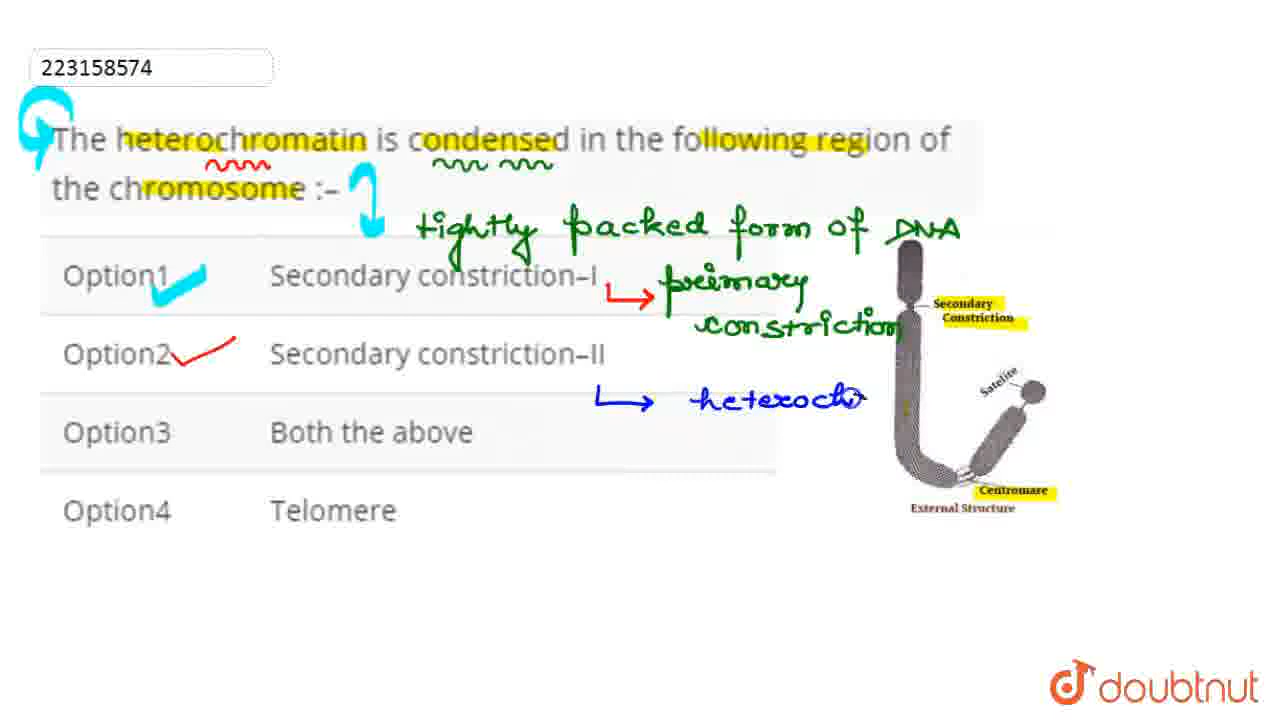 223158574
The heterochromatin is condensed in the following region of
the chromosome :–
tightly packed form of DNA
Option1 Secondary constriction–I
primary
constriction
Option2 Secondary constriction–II
heterochr
Option3 Both the above
Option4 Telomere
Secondary
Constriction
Satelite
Centromare
External Structure
doubtnut